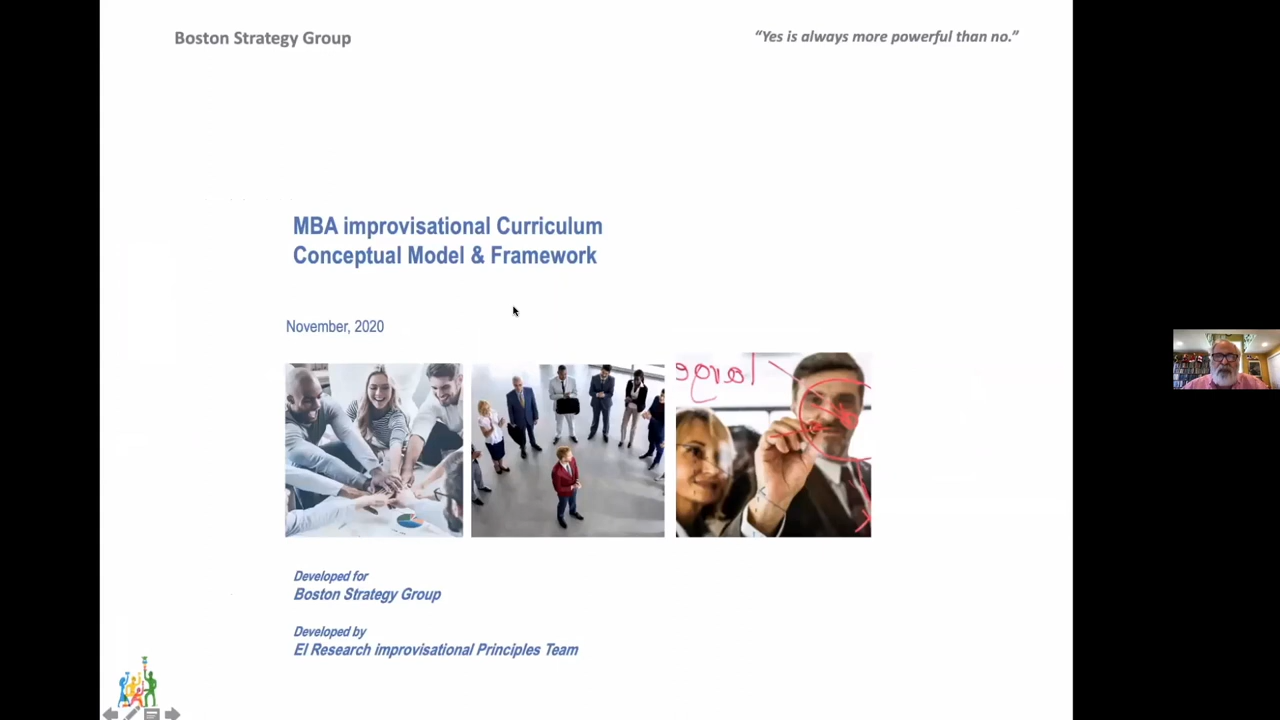 Boston Strategy Group
“Yes is always more powerful than no.”
MBA improvisational Curriculum
Conceptual Model & Framework
November, 2020
Developed for
Boston Strategy Group
Developed by
EI Research improvisational Principles Team